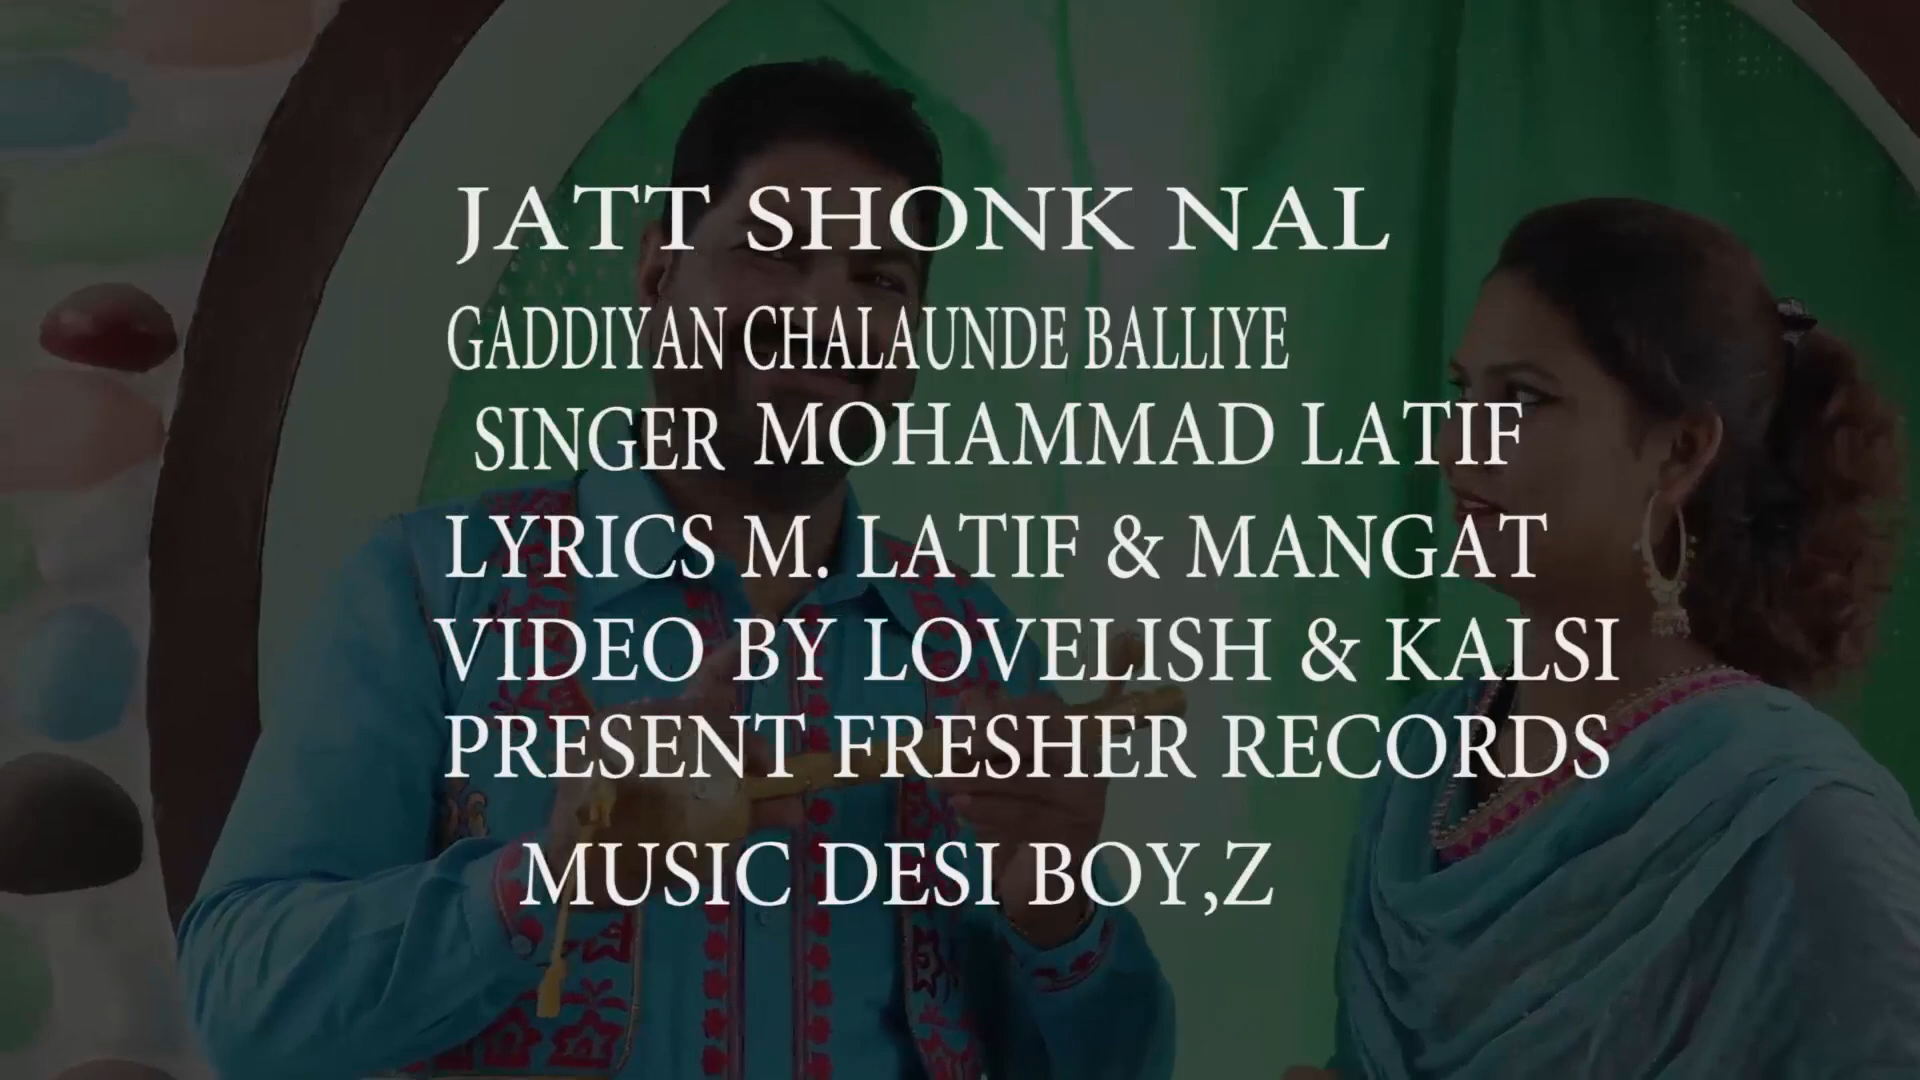 JATT SHONK NAL
GADDIYAN CHALAUNDE BALLIYE
SINGER MOHAMMAD LATIF
LYRICS M. LATIF & MANGAT
VIDEO BY LOVELISH & KALSI
PRESENT FRESHER RECORDS
MUSIC DESI BOY,Z